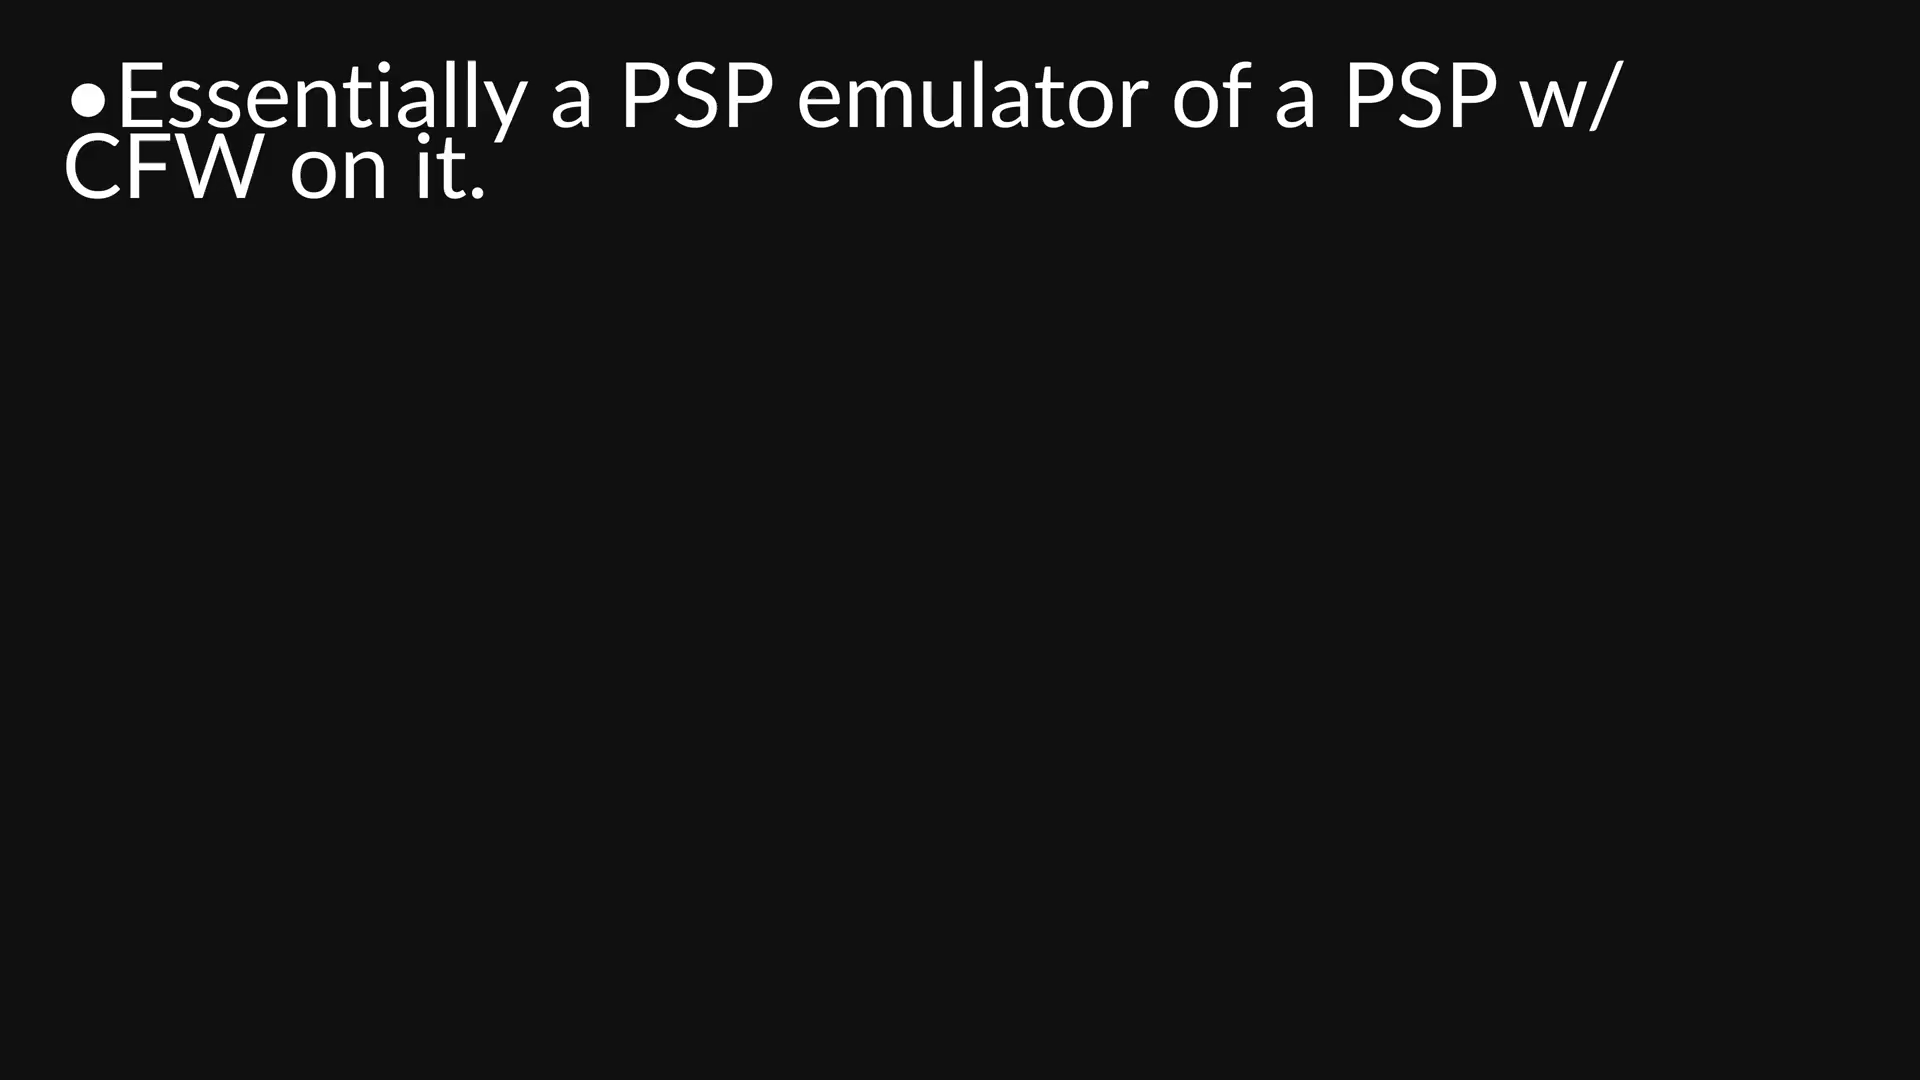 ●Essentially a PSP emulator of a PSP w/
CFW on it.